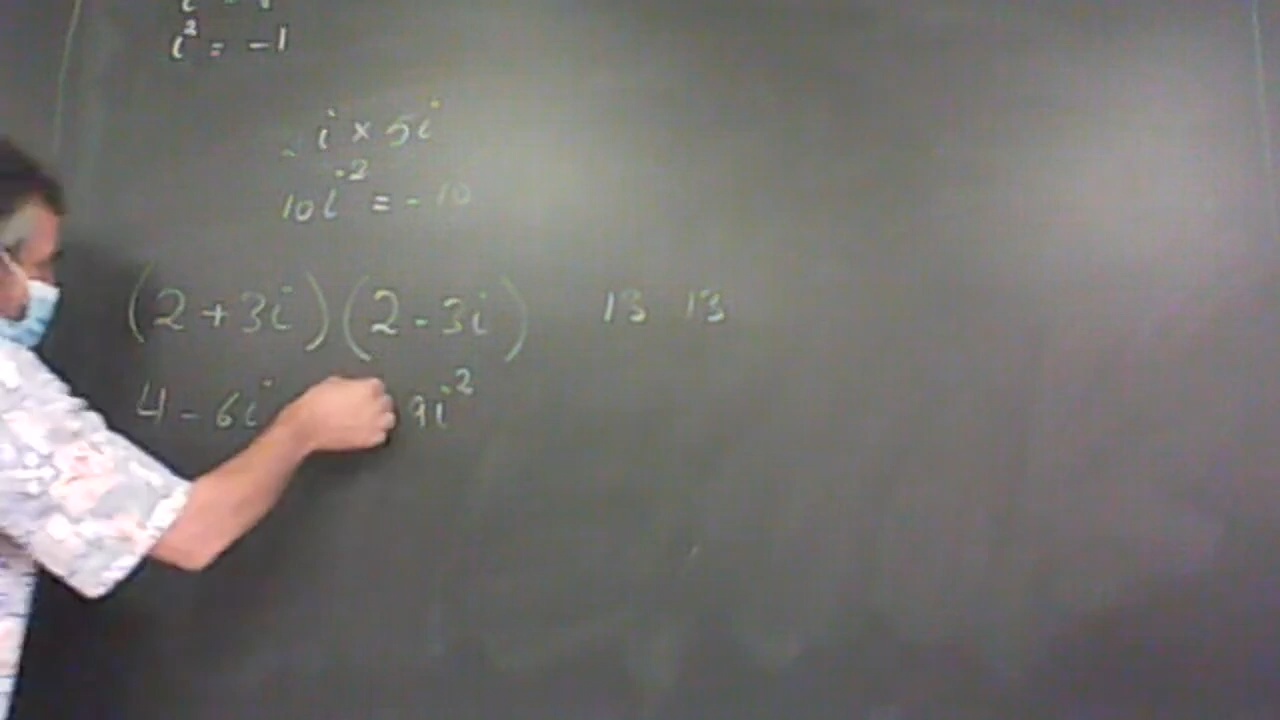 i² = -1
i × 5i
10i² = -10
(2+3i)(2-3i) 13 13
4-6i 9i²